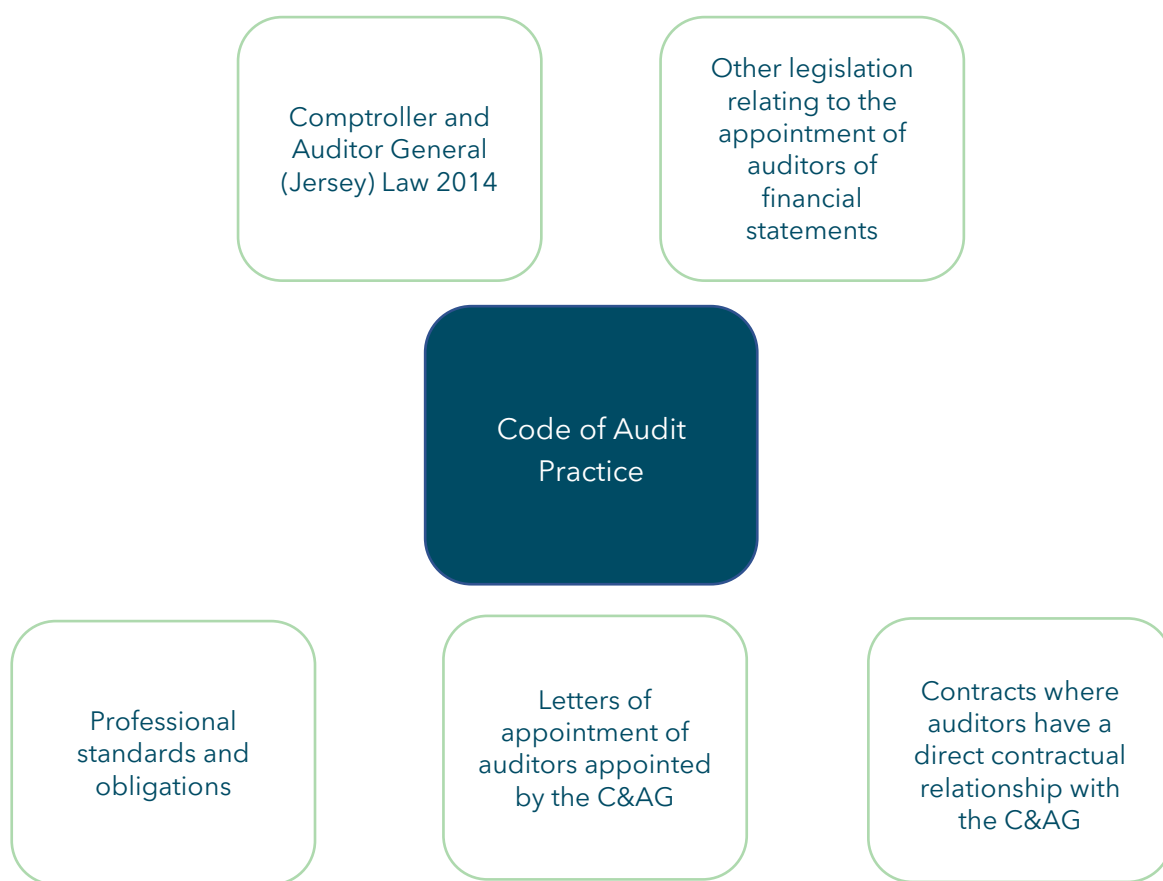 Comptroller and
Auditor General
(Jersey) Law 2014
Other legislation
relating to the
appointment of
auditors of
financial
statements
Code of Audit
Practice
Professional
standards and
obligations
Letters of
appointment of
auditors appointed
by the C&AG
Contracts where
auditors have a
direct contractual
relationship with
the C&AG